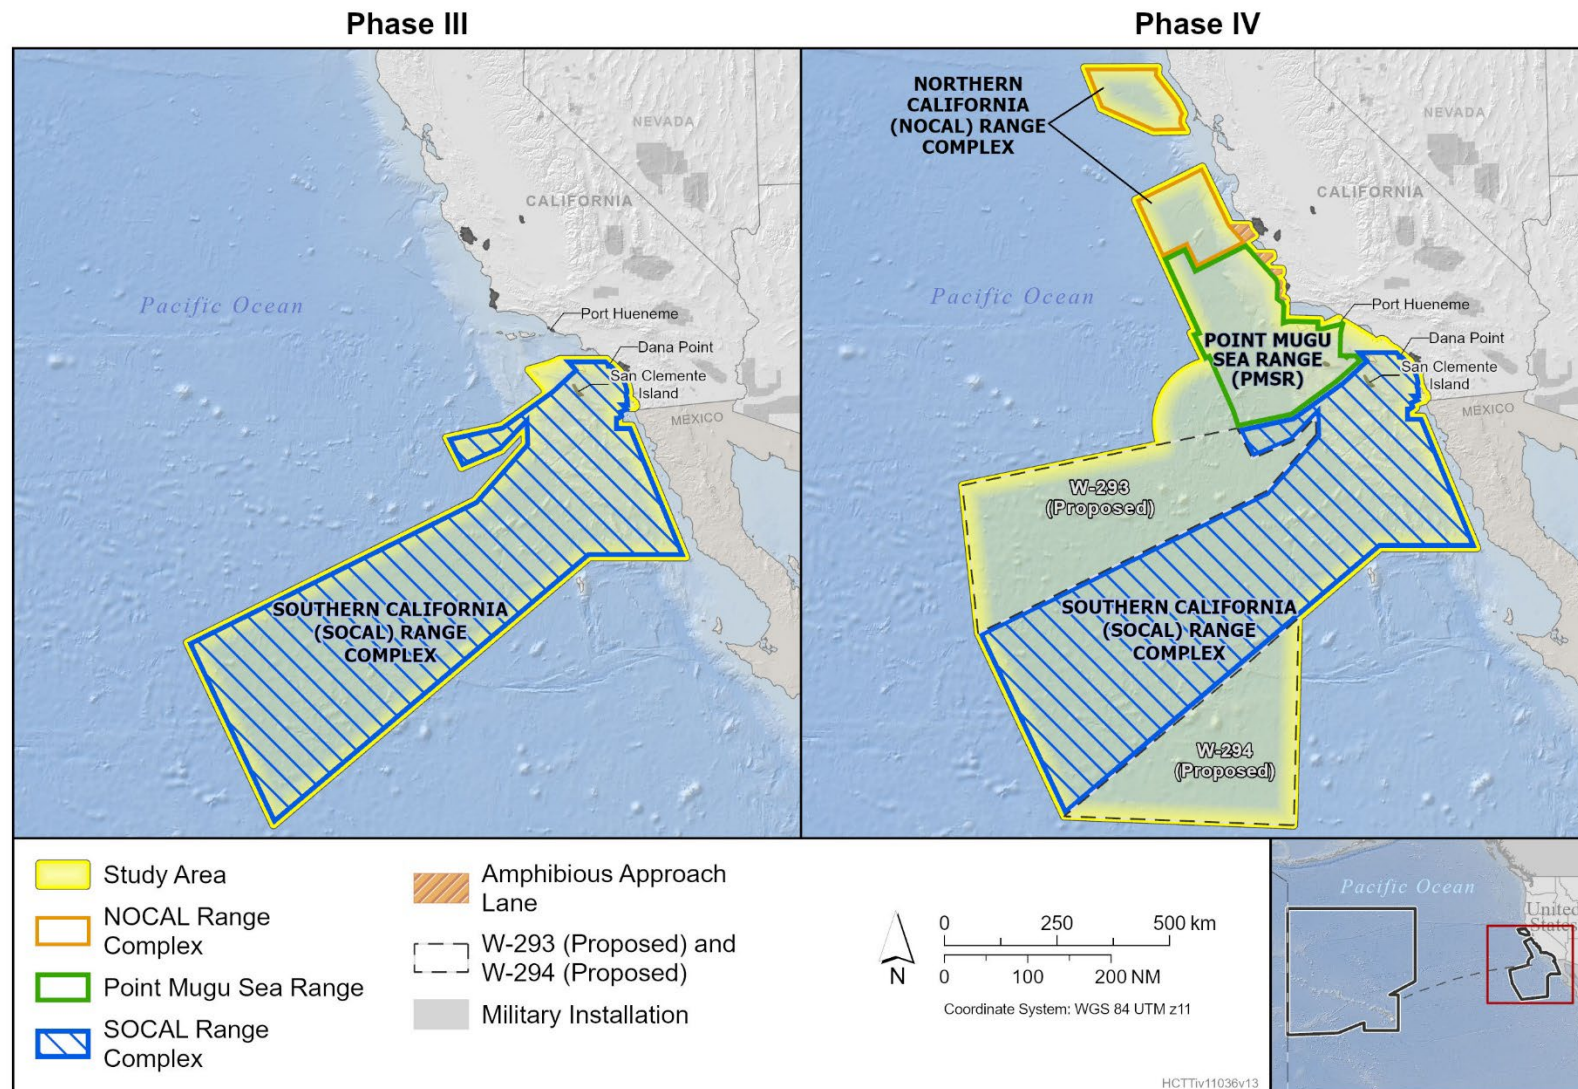 Phase III
Phase IV
NEVADA
CALIFORNIA
Pacific Ocean
Port Hueneme
Dana Point
San Clemente
Island
MEXICO
SOUTHERN CALIFORNIA
(SOCAL) RANGE
COMPLEX
NORTHERN
CALIFORNIA
(NOCAL) RANGE
COMPLEX
NEVADA
CALIFORNIA
Pacific Ocean
Port Hueneme
POINT MUGU
SEA RANGE
(PMSR)
Dana Point
San Clemente
Island
MEXICO
W-293
(Proposed)
SOUTHERN CALIFORNIA
(SOCAL) RANGE
COMPLEX
W-294
(Proposed)
Study Area
NOCAL Range
Complex
Point Mugu Sea Range
SOCAL Range
Complex
Amphibious Approach
Lane
W-293 (Proposed) and
W-294 (Proposed)
Military Installation
N
0 250 500 km
0 100 200 NM
Coordinate System: WGS 84 UTM z11
Pacific Ocean
United
States
HCTTiv11036v13